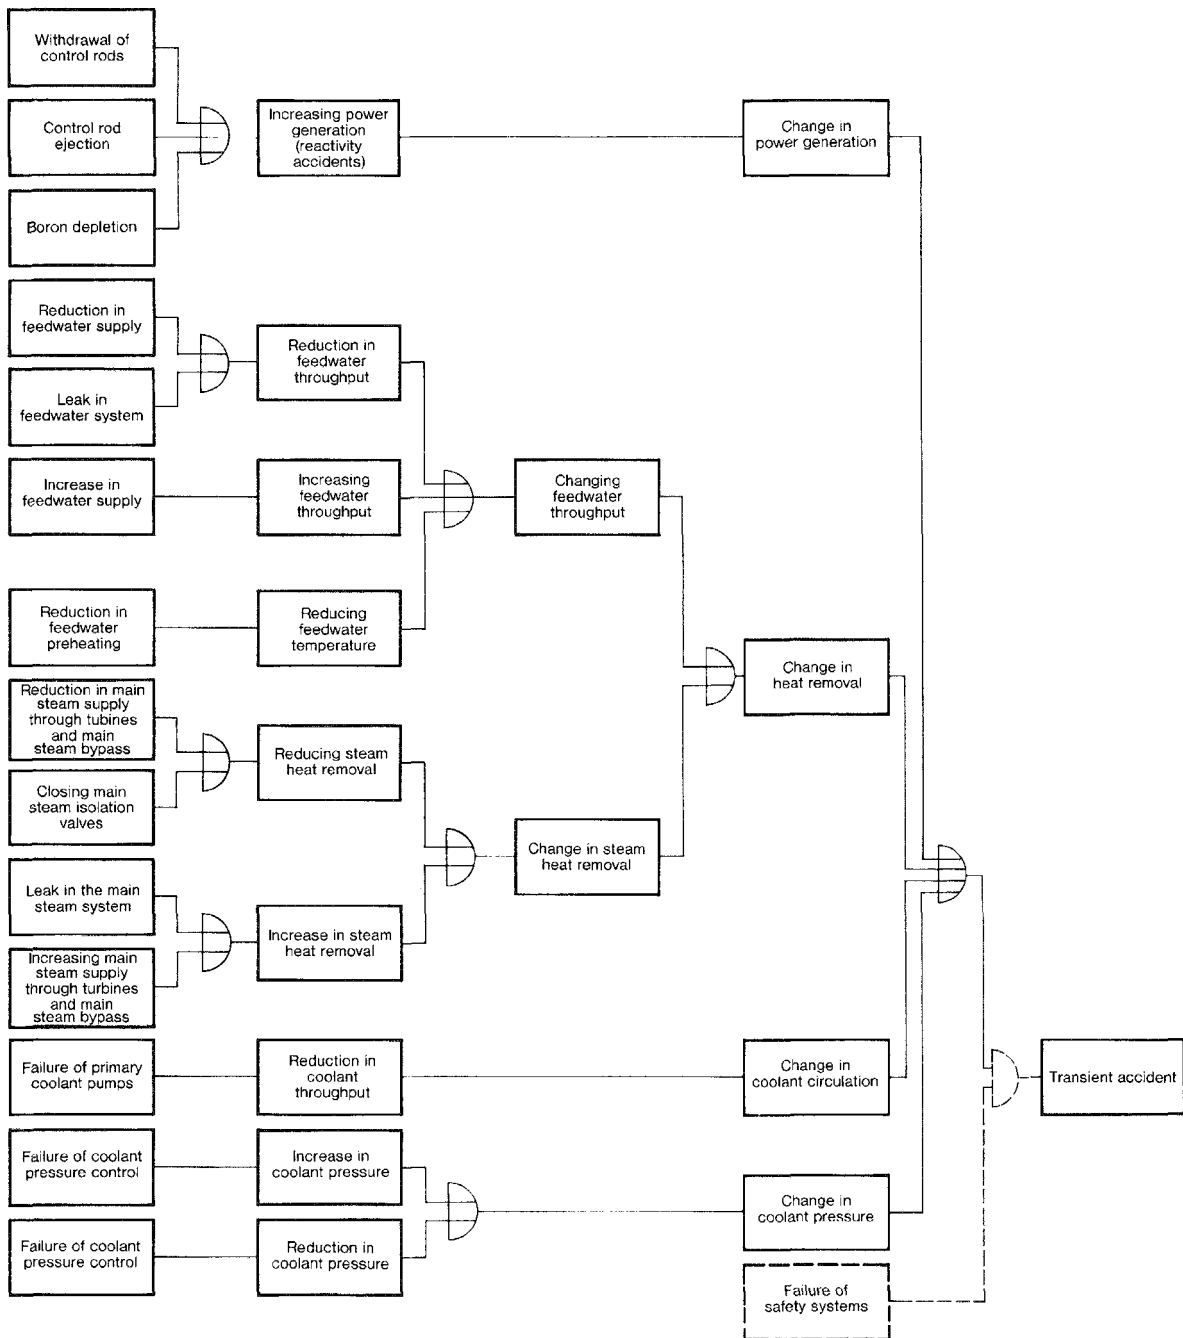 Withdrawal of
control rods
Control rod
ejection
Increasing power
generation
(reactivity
accidents)
Change in
power generation
Boron depletion
Reduction in
feedwater supply
Reduction in
feedwater
throughput
Leak in
feedwater system
Increase in
feedwater supply
Increasing
feedwater
throughput
Changing
feedwater
throughput
Reduction in
feedwater
preheating
Reducing
feedwater
temperature
Change in
heat removal
Reduction in main
steam supply
through tubines
and main
steam bypass
Reducing steam
heat removal
Closing main
steam isolation
valves
Change in steam
heat removal
Leak in the main
steam system
Increase in steam
heat removal
Increasing main
steam supply
through turbines
and main
steam bypass
Failure of primary
coolant pumps
Reduction in
coolant
throughput
Change in
coolant circulation
Transient accident
Failure of coolant
pressure control
Increase in
coolant pressure
Change in
coolant pressure
Failure of coolant
pressure control
Reduction in
coolant pressure
Failure of
safety systems